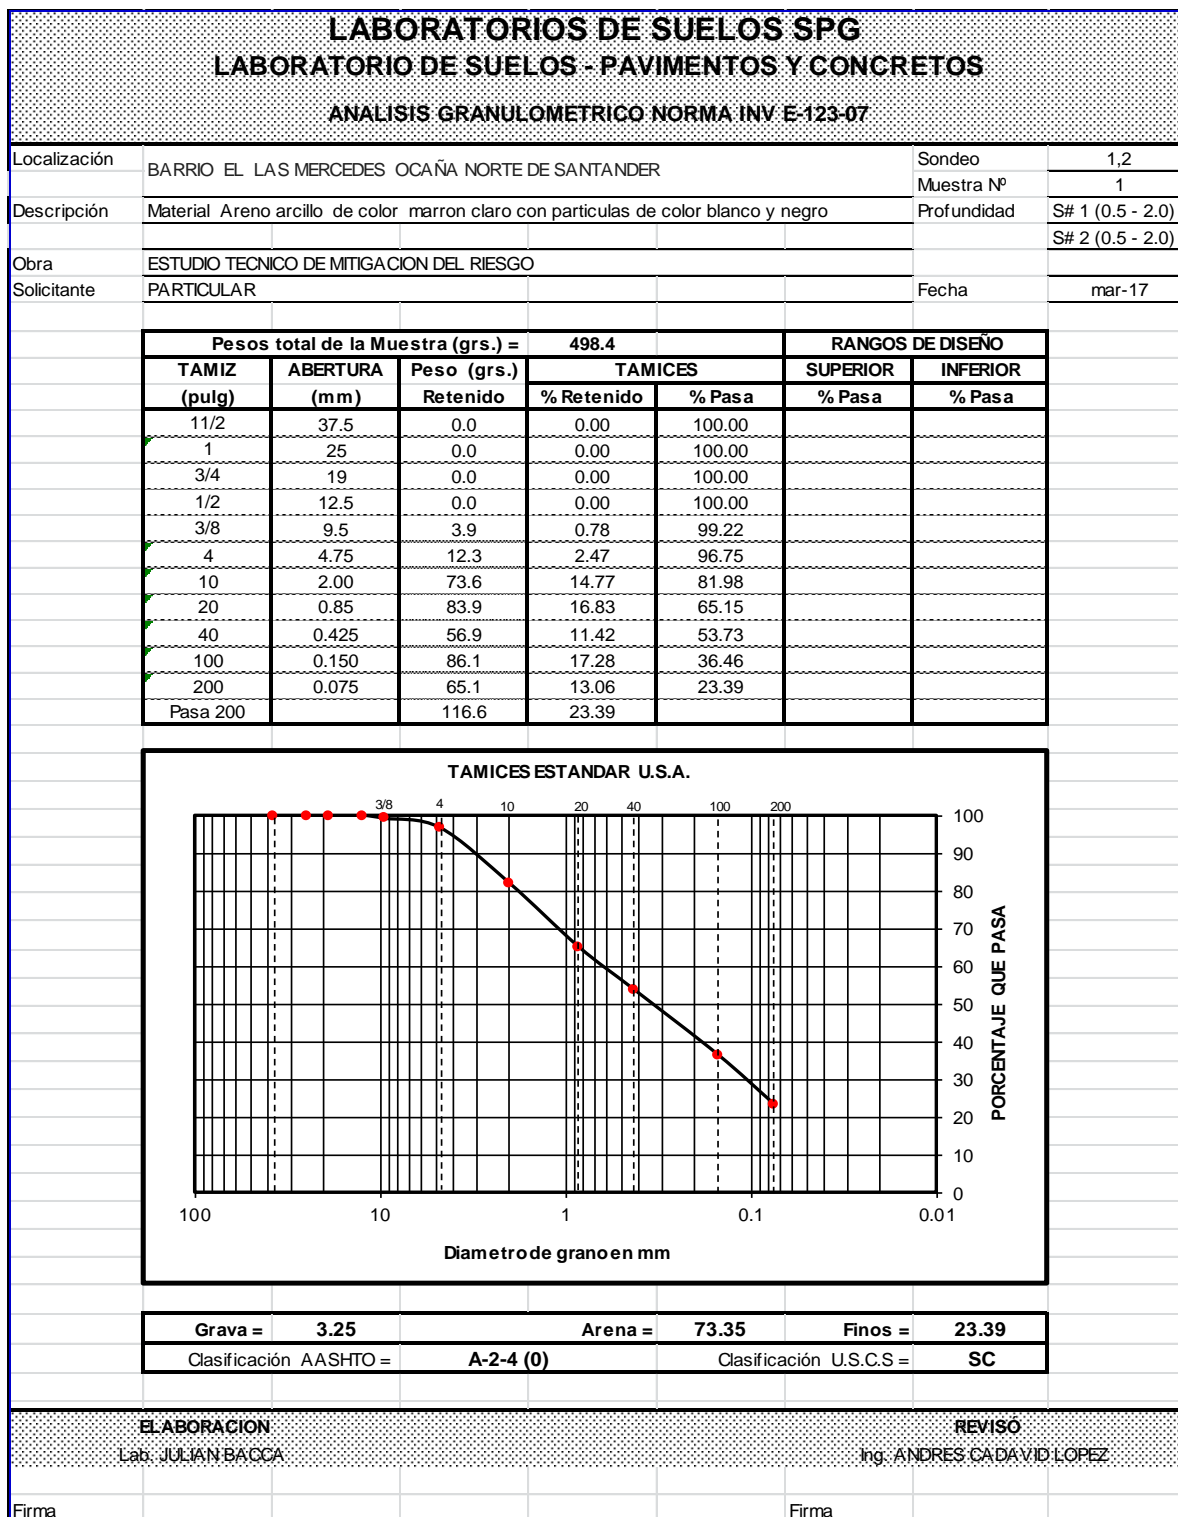 LABORATORIOS DE SUELOS SPG
LABORATORIO DE SUELOS - PAVIMENTOS Y CONCRETOS
ANALISIS GRANULOMETRICO NORMA INV E-123-07
Localización BARRIO EL LAS MERCEDES OCAÑA NORTE DE SANTANDER Sondeo 1,2
Muestra Nº 1
Descripción Material Areno arcillo de color marron claro con particulas de color blanco y negro Profundidad S# 1 (0.5 - 2.0)
S# 2 (0.5 - 2.0)
Obra ESTUDIO TECNICO DE MITIGACION DEL RIESGO
Solicitante PARTICULAR Fecha mar-17
Pesos total de la Muestra (grs.) = 498.4 RANGOS DE DISEÑO
TAMIZ ABERTURA Peso (grs.) TAMICES SUPERIOR INFERIOR
(pulg) (mm) Retenido % Retenido % Pasa % Pasa % Pasa
11/2 37.5 0.0 0.00 100.00
1 25 0.0 0.00 100.00
3/4 19 0.0 0.00 100.00
1/2 12.5 0.0 0.00 100.00
3/8 9.5 3.9 0.78 99.22
4 4.75 12.3 2.47 96.75
10 2.00 73.6 14.77 81.98
20 0.85 83.9 16.83 65.15
40 0.425 56.9 11.42 53.73
100 0.150 86.1 17.28 36.46
200 0.075 65.1 13.06 23.39
Pasa 200 116.6 23.39
TAMICES ESTANDAR U.S.A.
3/8 4 10 20 40 100 200
100
90
80
70
60
50
40
30
20
10
0
PORCENTAJE QUE PASA
100 10 1 0.1 0.01
Diametro de grano en mm
Grava = 3.25 Arena = 73.35 Finos = 23.39
Clasificación AASHTO = A-2-4 (0) Clasificación U.S.C.S = SC
ELABORACION REVISÓ
Lab. JULIAN BACCA Ing. ANDRES CADAVID LOPEZ
Firma Firma